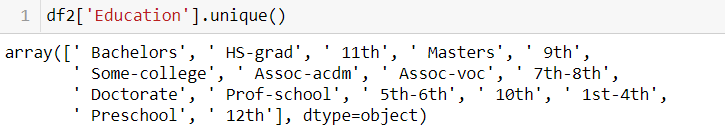 1 df2['Education'].unique()
array([' Bachelors', ' HS-grad', ' 11th', ' Masters', ' 9th',
' Some-college', ' Assoc-acdm', ' Assoc-voc', ' 7th-8th',
' Doctorate', ' Prof-school', ' 5th-6th', ' 10th', ' 1st-4th',
' Preschool', ' 12th'], dtype=object)